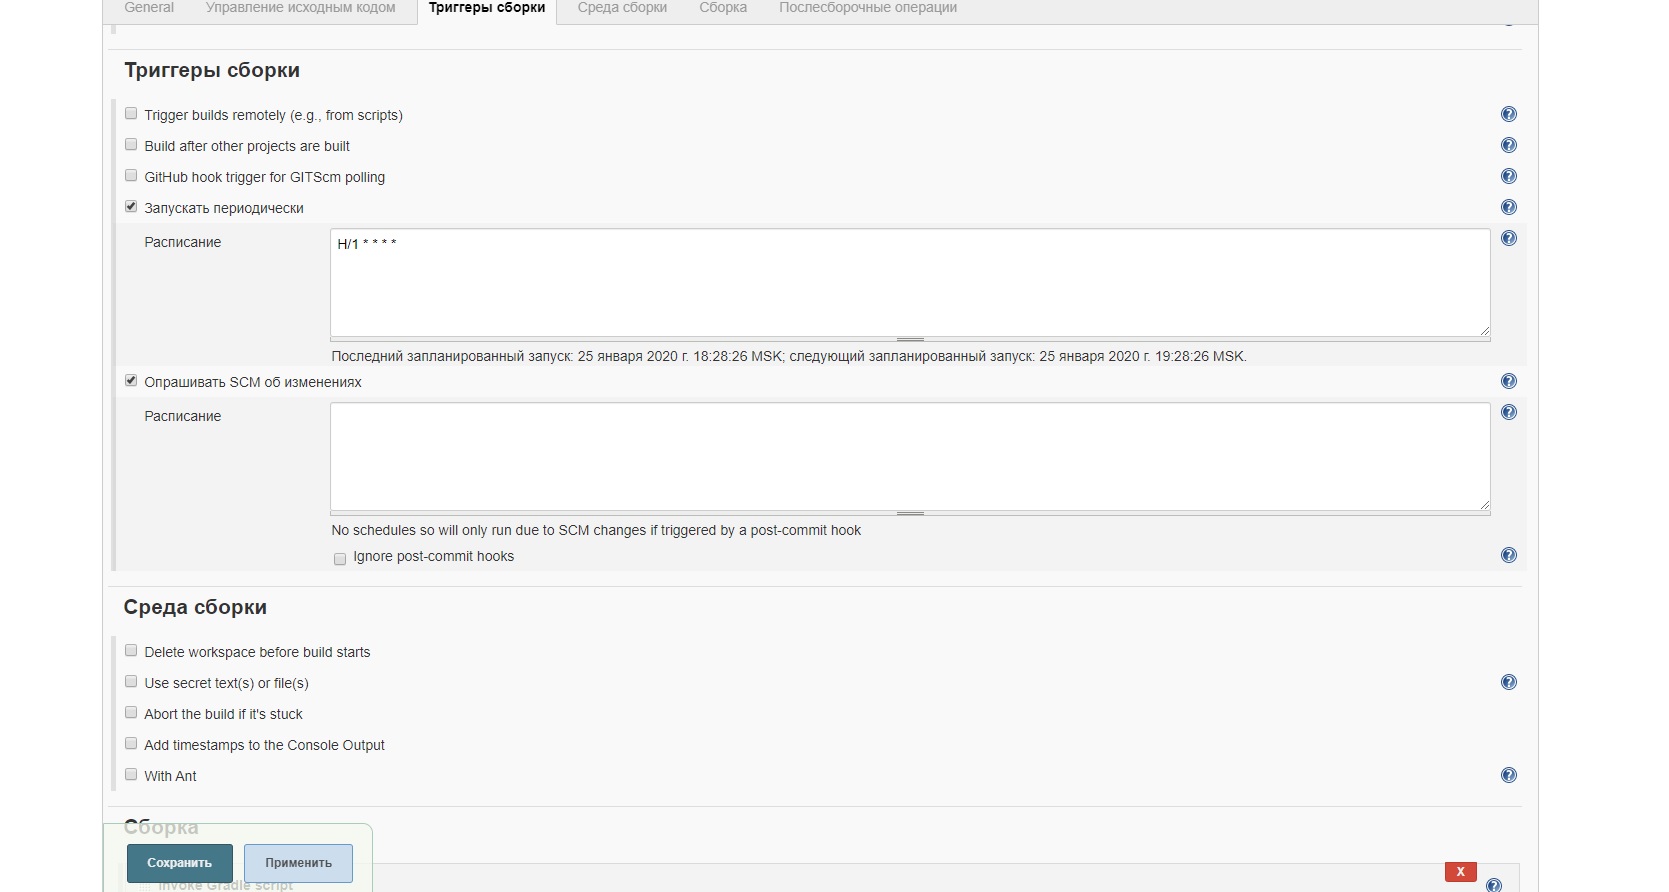 General Управление исходным кодом Триггеры сборки Среда сборки Сборка Послесборочные операции
Триггеры сборки
Trigger builds remotely (e.g., from scripts)
Build after other projects are built
GitHub hook trigger for GITScm polling
Запускать периодически
Расписание
H/1 * * * *
Последний запланированный запуск: 25 января 2020 г. 18:28:26 MSK; следующий запланированный запуск: 25 января 2020 г. 19:28:26 MSK.
Опрашивать SCM об изменениях
Расписание
No schedules so will only run due to SCM changes if triggered by a post-commit hook
Ignore post-commit hooks
Среда сборки
Delete workspace before build starts
Use secret text(s) or file(s)
Abort the build if it's stuck
Add timestamps to the Console Output
With Ant
Сборка
Сохранить Применить
X
Invoke Gradle script